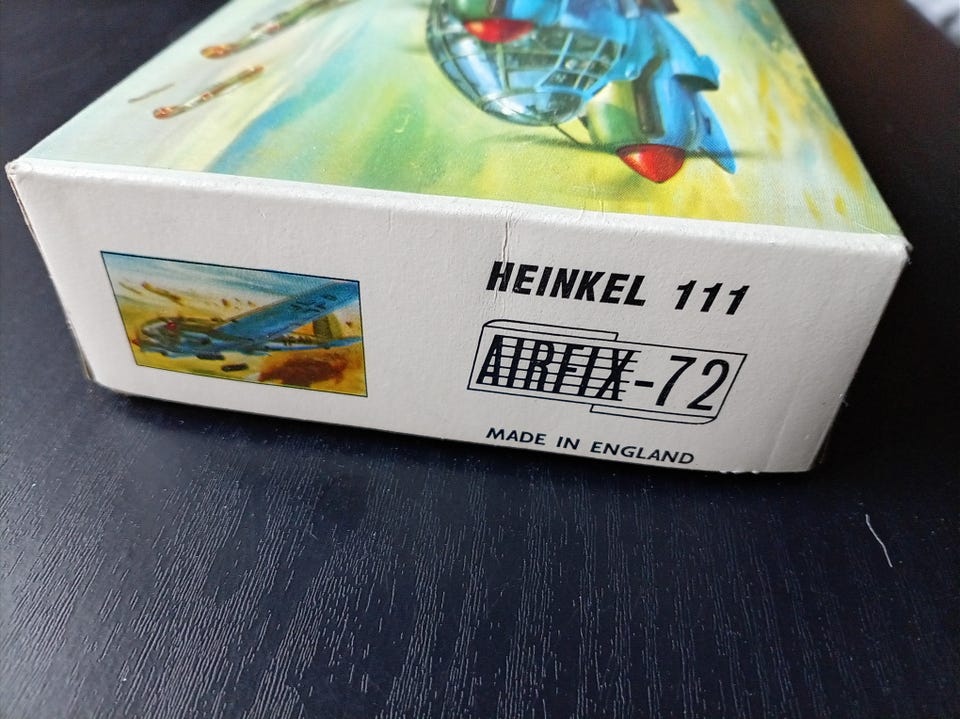 HEINKEL 111
AIRFIX-72
MADE IN ENGLAND